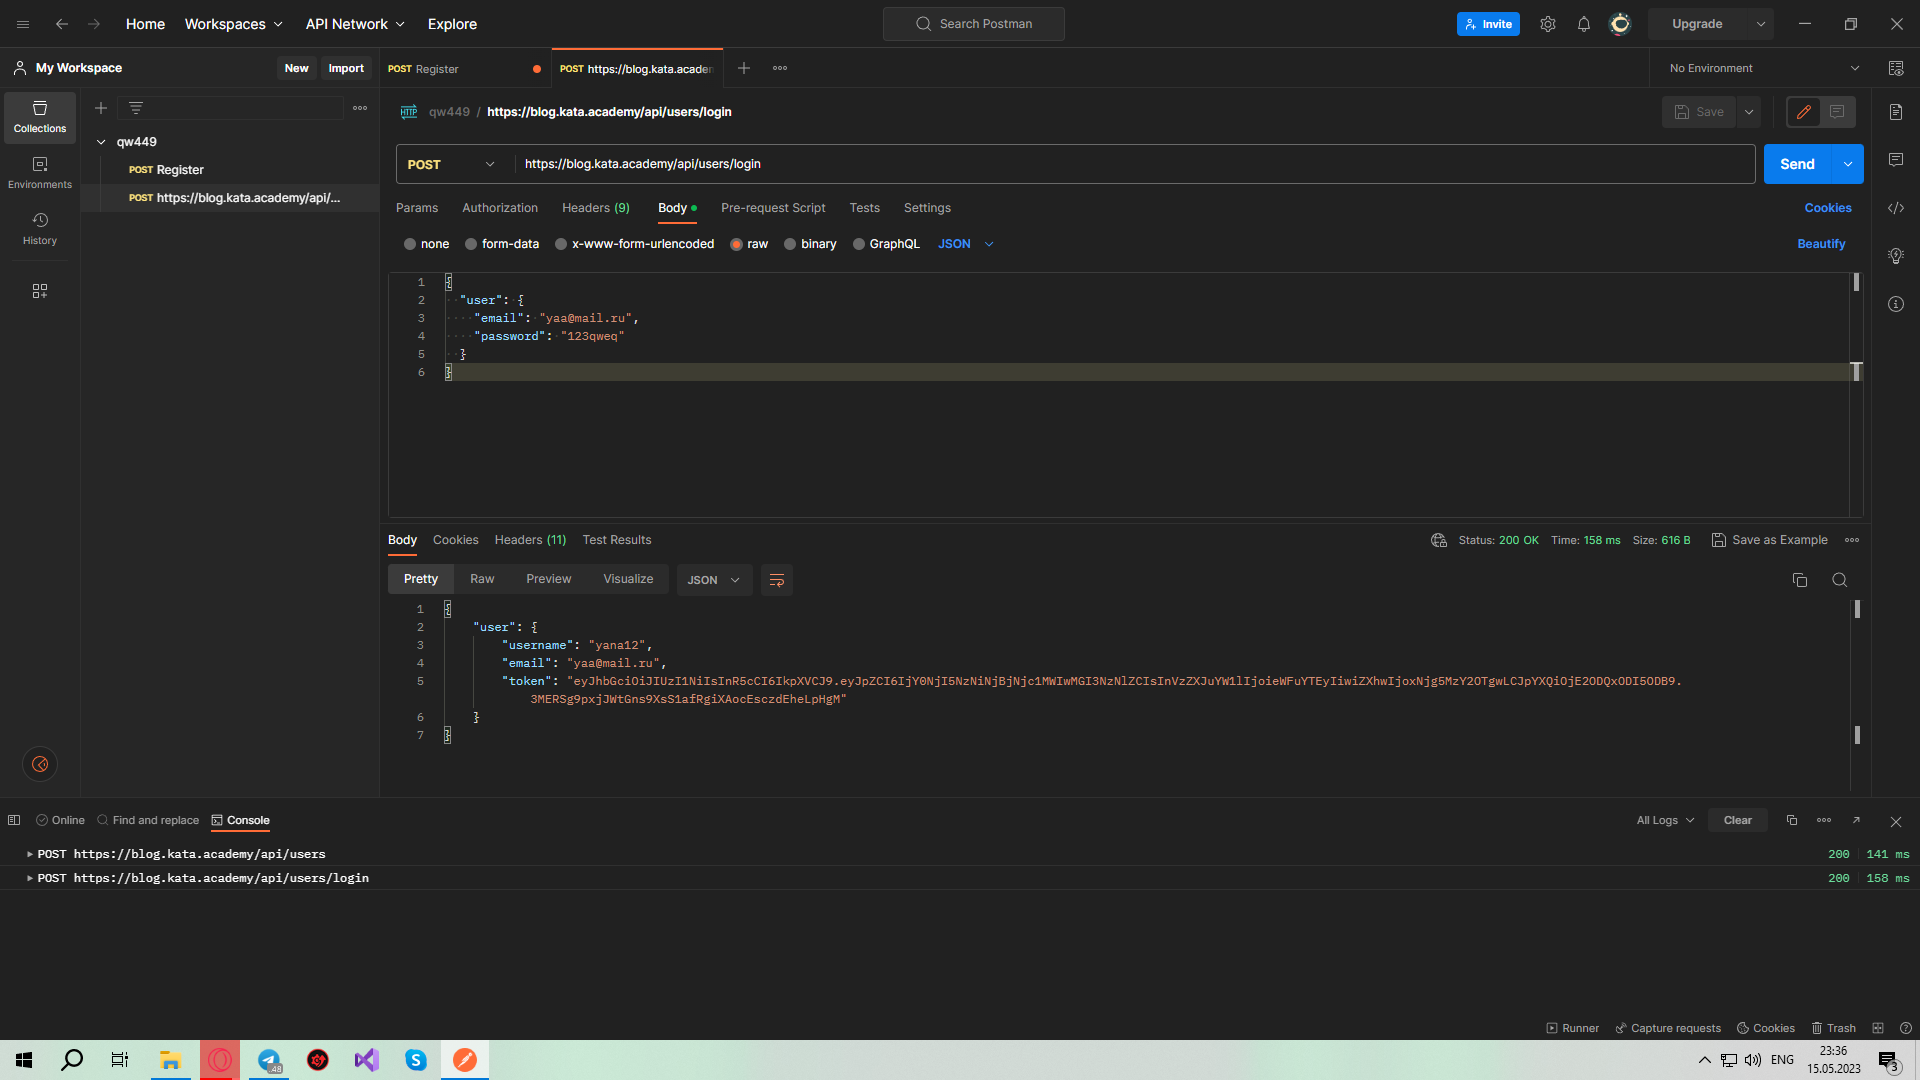 Home Workspaces API Network Explore Search Postman Invite Upgrade
My Workspace New Import POST Register POST https://blog.kata.acaden No Environment
Collections
Environments
History
qw449
POST Register
POST https://blog.kata.academy/api/...
HTTP qw449 / https://blog.kata.academy/api/users/login Save
POST https://blog.kata.academy/api/users/login Send
Params Authorization Headers (9) Body Pre-request Script Tests Settings Cookies
none form-data x-www-form-urlencoded raw binary GraphQL JSON Beautify
1 {
2 "user": {
3 "email": "yaa@mail.ru",
4 "password": "123qweq"
5 }
6 }
Body Cookies Headers (11) Test Results Status: 200 OK Time: 158 ms Size: 616 B Save as Example
Pretty Raw Preview Visualize JSON
1 {
2 "user": {
3 "username": "yana12",
4 "email": "yaa@mail.ru",
5 "token": "eyJhbGciOiJIUzI1NiIsInR5cCI6IkpXVCJ9.eyJpZCI6IjY0NjI5NzNiNjBjNjc1MWIwMGI3NzNlZCIsInVzZXJuYW1lIjoieWFuYTEyIiwiZXhwIjoxNjg5MzY2OTgwLCJpYXQiOjE2ODQxODI5ODB9.
3MERSg9pxjJWtGns9XsS1afRgiXAocEsczdEheLpHgM"
6 }
7 }
Online Find and replace Console All Logs Clear
POST https://blog.kata.academy/api/users 200 141 ms
POST https://blog.kata.academy/api/users/login 200 158 ms
Runner Capture requests Cookies Trash
48 ENG 23:36
15.05.2023 3